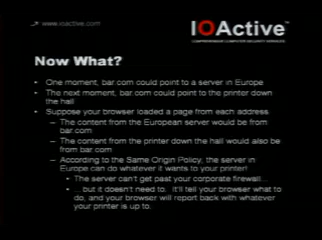 www.ioactive.com
IOActive™
COMPREHENSIVE COMPUTER SECURITY SERVICES
Now What?
• One moment, bar.com could point to a server in Europe
• The next moment, bar.com could point to the printer down
the hall
• Suppose your browser loaded a page from each address
– The content from the European server would be from
bar.com
– The content from the printer down the hall would also be
from bar.com
– According to the Same Origin Policy, the server in
Europe can do whatever it wants to your printer!
• The server can't get past your corporate firewall...
• ... but it doesn't need to. It'll tell your browser what to
do, and your browser will report back with whatever
your printer is up to.